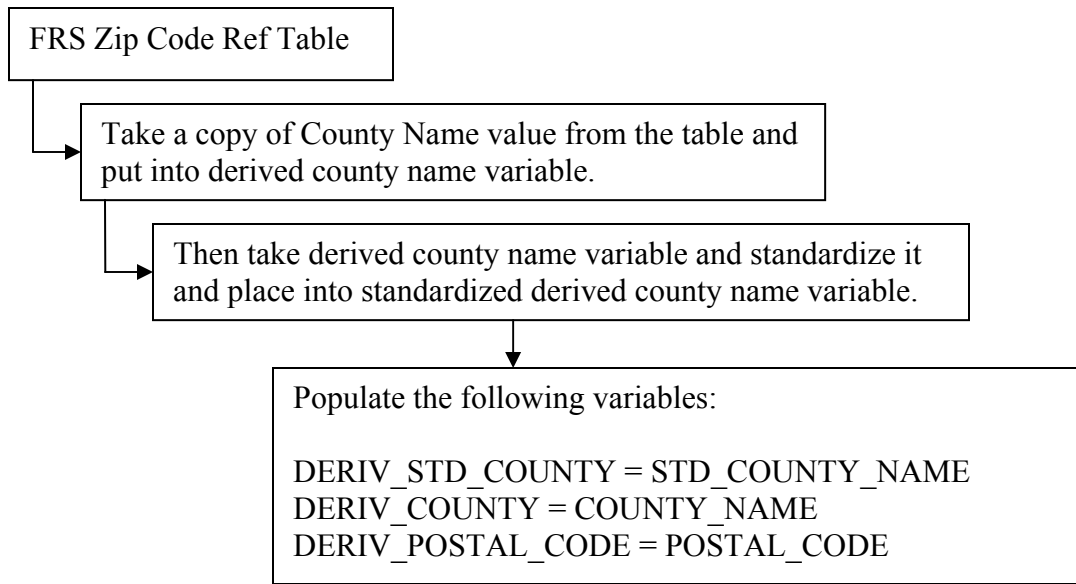 FRS Zip Code Ref Table
Take a copy of County Name value from the table and
put into derived county name variable.
Then take derived county name variable and standardize it
and place into standardized derived county name variable.
Populate the following variables:
DERIV_STD_COUNTY = STD_COUNTY_NAME
DERIV_COUNTY = COUNTY_NAME
DERIV_POSTAL_CODE = POSTAL_CODE